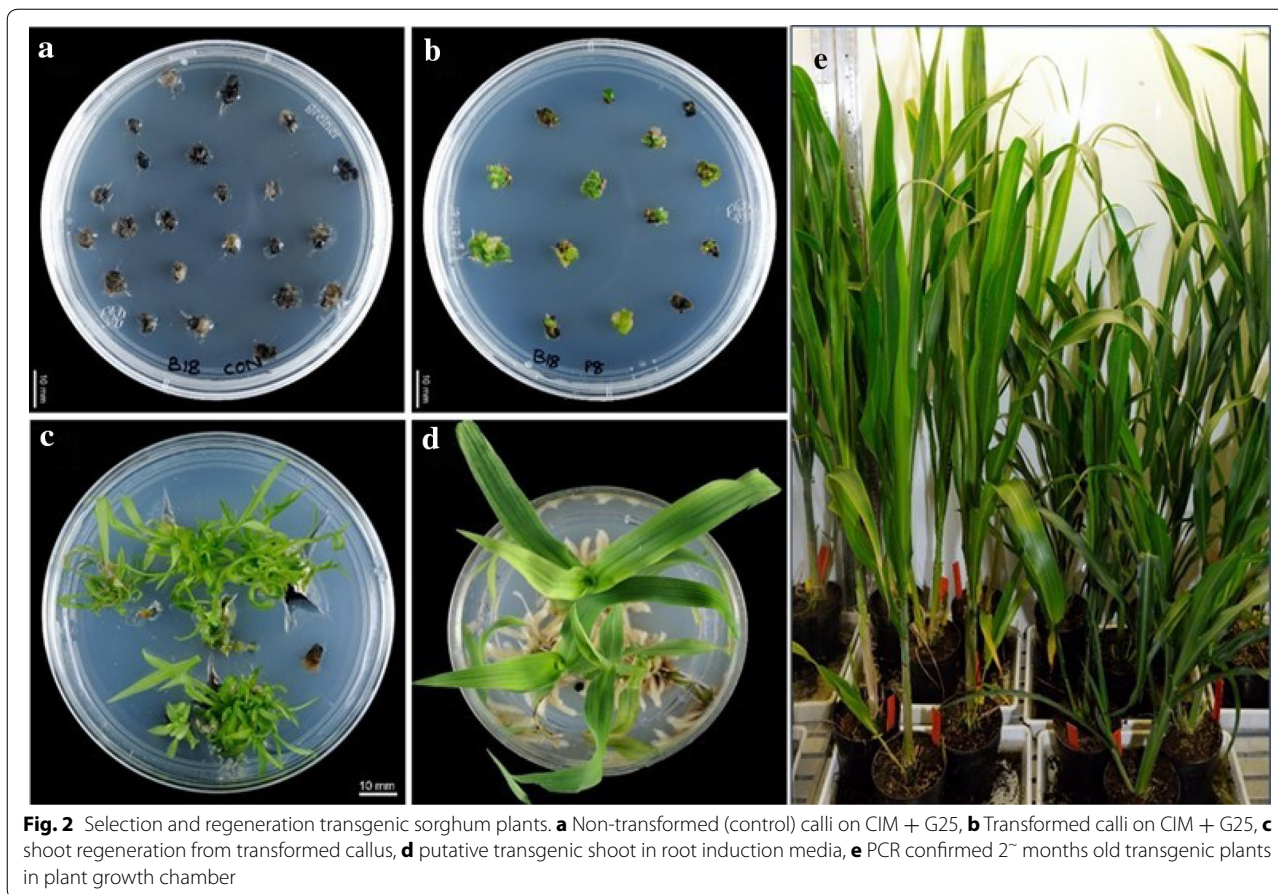 a
b
e
greiner
B18 CON
10 mm
B18 P8
10 mm
c
d
10 mm
Fig. 2 Selection and regeneration transgenic sorghum plants. a Non-transformed (control) calli on CIM + G25, b Transformed calli on CIM + G25, c
shoot regeneration from transformed callus, d putative transgenic shoot in root induction media, e PCR confirmed 2~ months old transgenic plants
in plant growth chamber